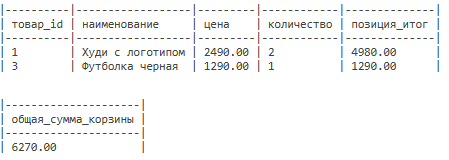 |----------|------------------|---------|------------|--------------|
| товар_id | наименование     | цена    | количество | позиция_итог |
|----------|------------------|---------|------------|--------------|
| 1        | Худи с логотипом | 2490.00 | 2          | 4980.00      |
| 3        | Футболка черная  | 1290.00 | 1          | 1290.00      |
|---------------------|
| общая_сумма_корзины |
|---------------------|
| 6270.00             |